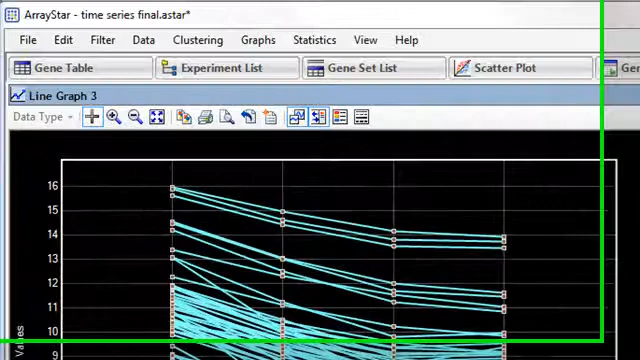 ArrayStar - time series final.astar*
File Edit Filter Data Clustering Graphs Statistics View Help
Gene Table Experiment List Gene Set List Scatter Plot Ger
Line Graph 3
Data Type
16
15
14
13
12
11
10
9
Values